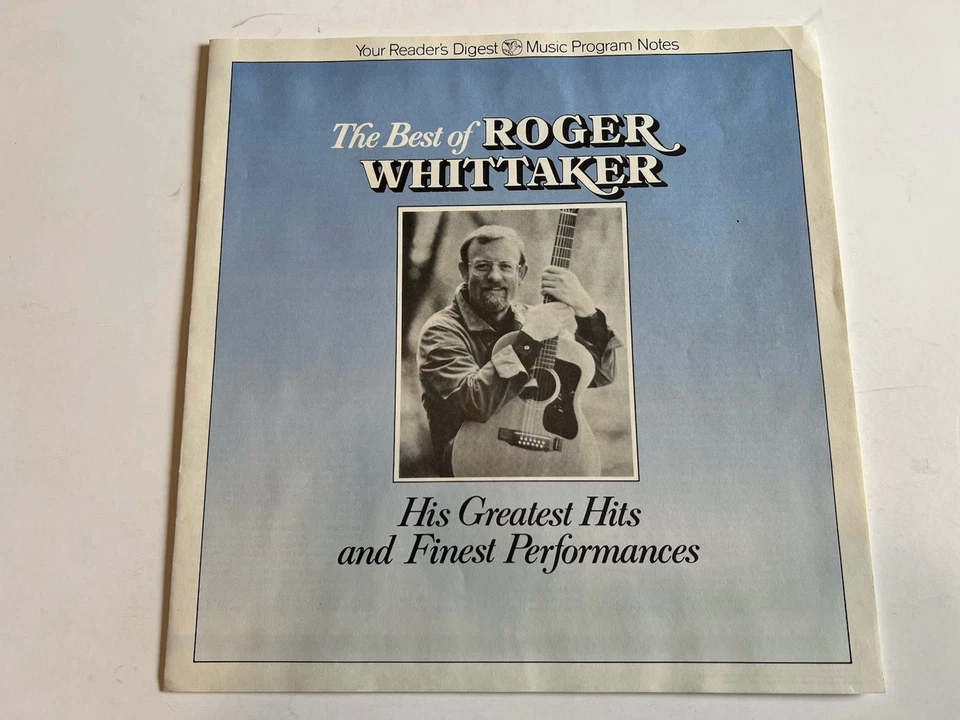 Your Reader's Digest Music Program Notes
The Best of ROGER
WHITTAKER
His Greatest Hits
and Finest Performances